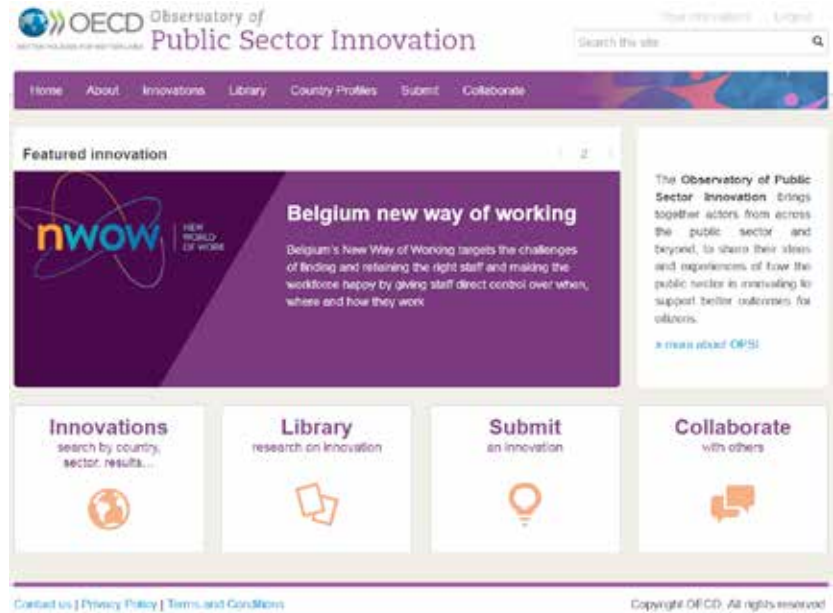 OECD Observatory of
Public Sector Innovation
Search this site
Home About Innovations Library Country Profiles Submit Collaborate
Featured innovation
2
nwow
NEW
WORLD
OF WORK
Belgium new way of working
Belgium's New Way of Working targets the challenges
of finding and retaining the right staff and making the
workforce happy by giving staff direct control over when,
where and how they work
The Observatory of Public
Sector Innovation brings
together actors from across
the public sector and
beyond, to share their ideas
and experiences of how the
public sector is innovating to
support better outcomes for
citizens.
more about OPSI
Innovations
search by country,
sector, results...
Library
research on innovation
Submit
an innovation
Collaborate
with others
Contact us | Privacy Policy | Terms and Conditions
Copyright OECD. All rights reserved